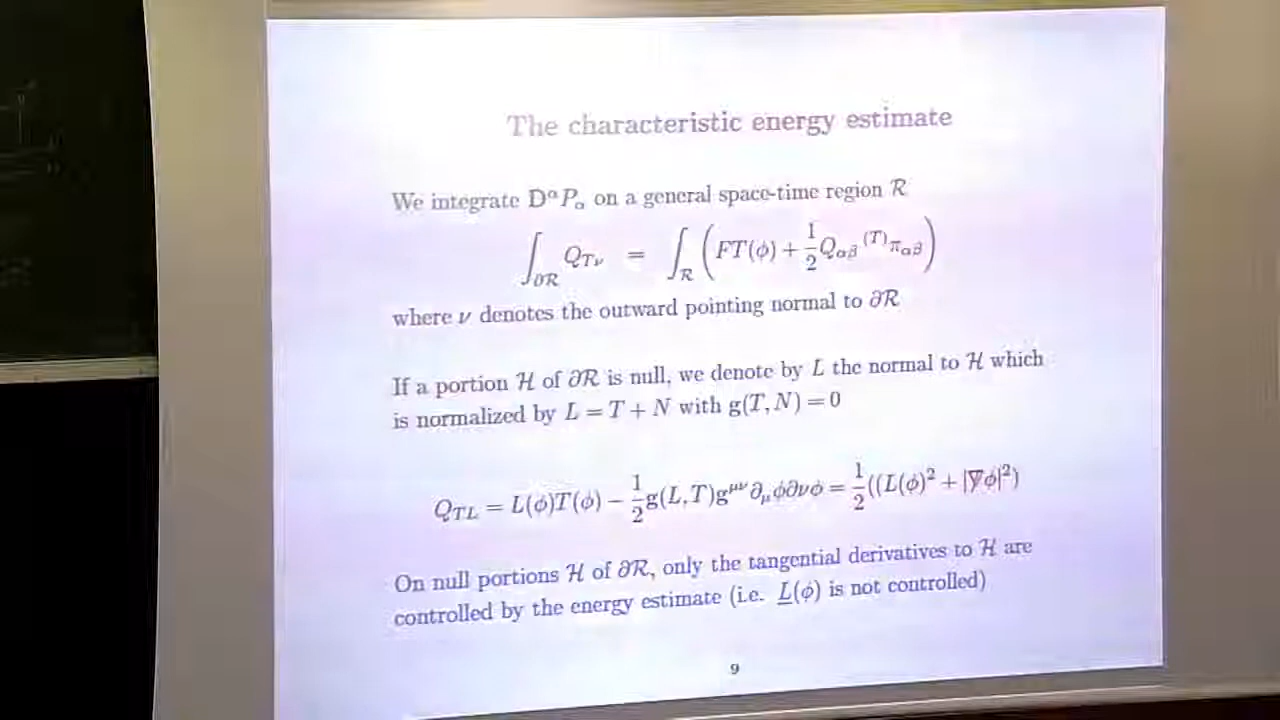 The characteristic energy estimate
We integrate D^α P_α on a general space-time region ℛ
∫_{∂ℛ} Q_{Tν} = ∫_ℛ (FT(ϕ) + 1/2 Q_{αβ} ^{(T)}π_{αβ})
where ν denotes the outward pointing normal to ∂ℛ
If a portion ℋ of ∂ℛ is null, we denote by L the normal to ℋ which
is normalized by L = T + N with g(T, N) = 0
Q_{TL} = L(ϕ)T(ϕ) − 1/2 g(L, T)g^{μν} ∂_μϕ∂νϕ = 1/2 ((L(ϕ)² + |∇̸ϕ|²)
On null portions ℋ of ∂ℛ, only the tangential derivatives to ℋ are
controlled by the energy estimate (i.e. L̲(ϕ) is not controlled)
9